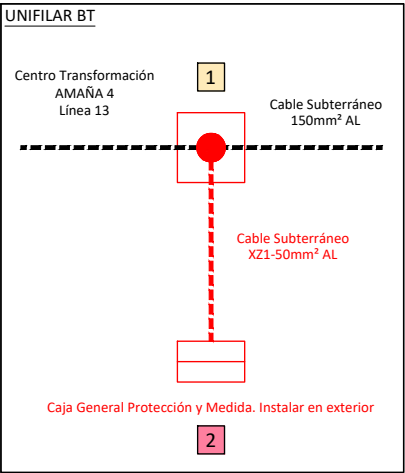 UNIFILAR BT
Centro Transformación
AMAÑA 4
Línea 13
1
Cable Subterráneo
150mm² AL
Cable Subterráneo
XZ1-50mm² AL
Caja General Protección y Medida. Instalar en exterior
2